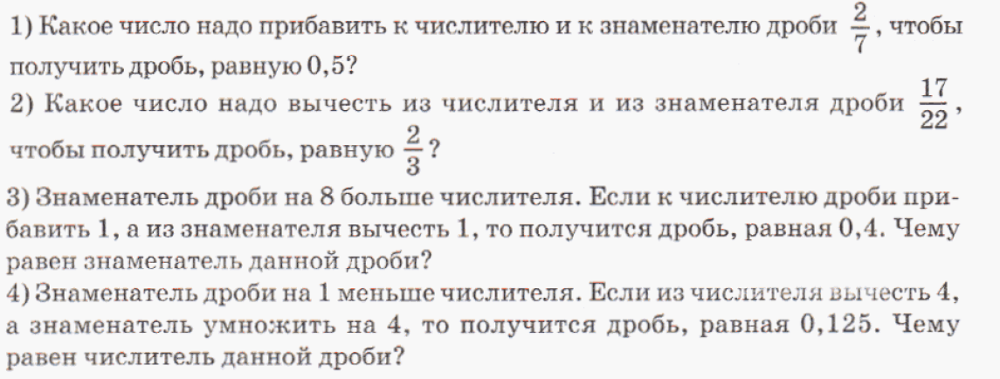 1) Какое число надо прибавить к числителю и к знаменателю дроби 2/7, чтобы
получить дробь, равную 0,5?
2) Какое число надо вычесть из числителя и из знаменателя дроби 17/22,
чтобы получить дробь, равную 2/3?
3) Знаменатель дроби на 8 больше числителя. Если к числителю дроби при-
бавить 1, а из знаменателя вычесть 1, то получится дробь, равная 0,4. Чему
равен знаменатель данной дроби?
4) Знаменатель дроби на 1 меньше числителя. Если из числителя вычесть 4,
а знаменатель умножить на 4, то получится дробь, равная 0,125. Чему
равен числитель данной дроби?